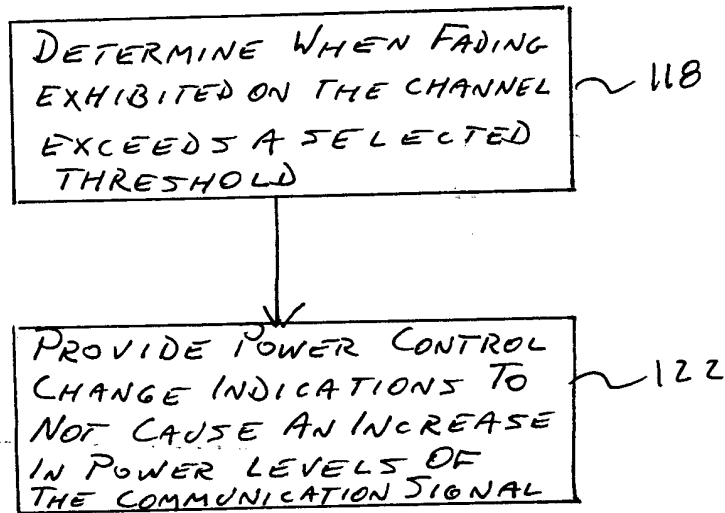 DETERMINE WHEN FADING
EXHIBITED ON THE CHANNEL
EXCEEDS A SELECTED
THRESHOLD
118
PROVIDE POWER CONTROL
CHANGE INDICATIONS TO
NOT CAUSE AN INCREASE
IN POWER LEVELS OF
THE COMMUNICATION SIGNAL
122